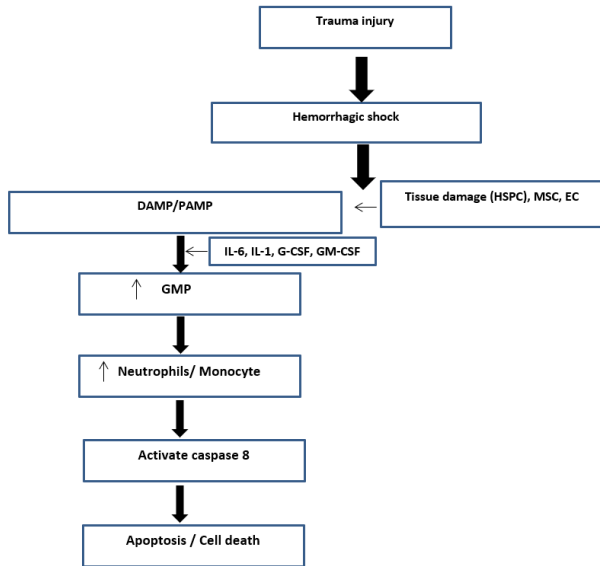 Trauma injury
Hemorrhagic shock
DAMP/PAMP
Tissue damage (HSPC), MSC, EC
IL-6, IL-1, G-CSF, GM-CSF
GMP
Neutrophils/ Monocyte
Activate caspase 8
Apoptosis / Cell death